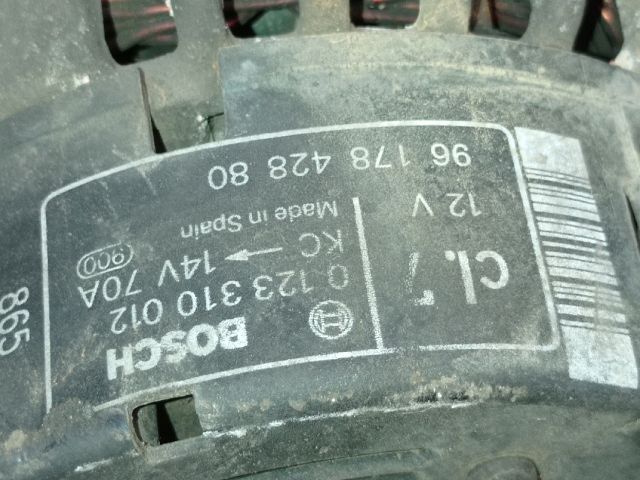 BOSCH
0 123 310 012
KC → 14V 70A
Made in Spain
900
cl. 7
12 V
96 178 428 80
865